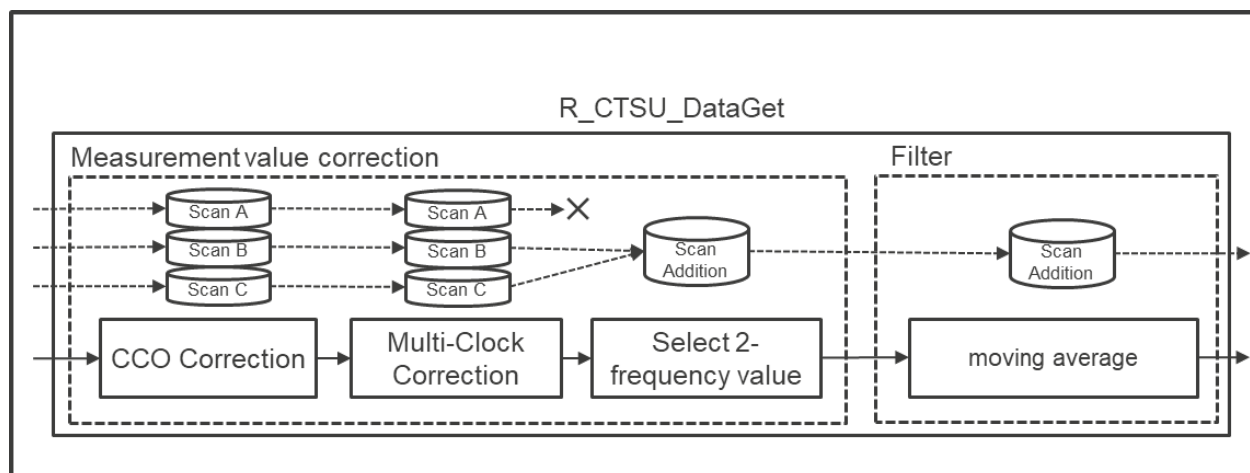 R_CTSU_DataGet
Measurement value correction
Filter
Scan A
Scan A
Scan B
Scan B
Scan C
Scan C
Scan
Addition
Scan
Addition
CCO Correction
Multi-Clock
Correction
Select 2-
frequency value
moving average